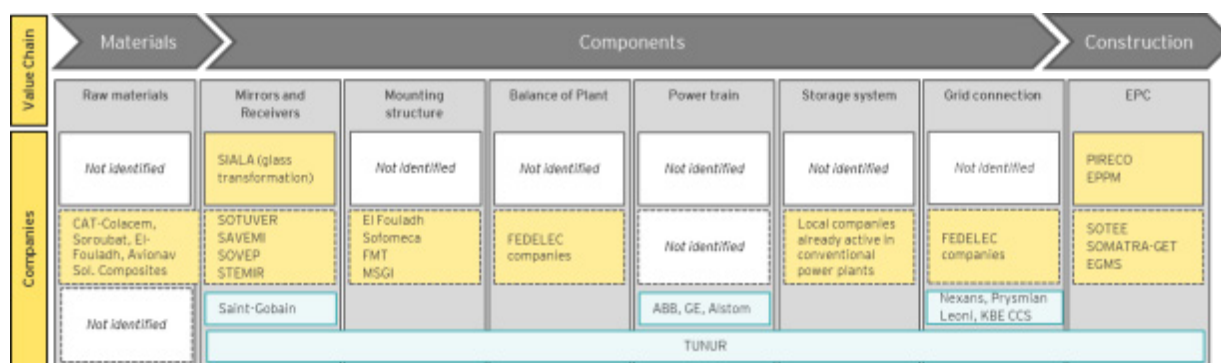 Value Chain
Materials
Components
Construction
Raw materials
Mirrors and
Receivers
Mounting
structure
Balance of Plant
Power train
Storage system
Grid connection
EPC
Companies
Not identified
SIALA (glass
transformation)
Not identified
Not identified
Not identified
Not identified
Not identified
PIRECO
EPPM
CAT-Colacem,
Soroubat, El-
Fouladh, Avionav
Sol. Composites
SOTUVER
SAVEMI
SOVEP
STEMIR
El Fouladh
Sofomeca
FMT
MSGI
FEDELEC
companies
Not identified
Local companies
already active in
conventional
power plants
FEDELEC
companies
SOTEE
SOMATRA-GET
EGMS
Not identified
Saint-Gobain
ABB, GE, Alstom
Nexans, Prysmian
Leoni, KBE CCS
TUNUR